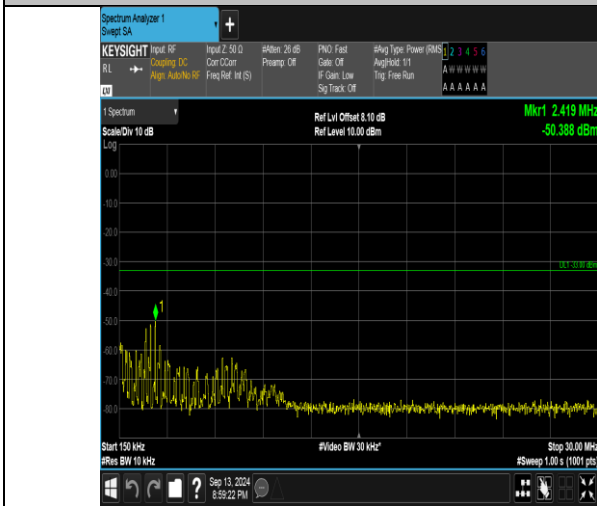 Spectrum Analyzer 1
Swept SA
+
KEYSIGHT
RL
Input: RF
Coupling: DC
Align: Auto/No RF
Input Z: 50 Ω
Corr CCorr
Freq Ref: Int (S)
#Atten: 26 dB
Preamp: Off
PNO: Fast
Gate: Off
IF Gain: Low
Sig Track: Off
#Avg Type: Power (RMS
Avg|Hold: 1/1
Trig: Free Run
1 2 3 4 5 6
A W W W W W
A A A A A A
1 Spectrum
Scale/Div 10 dB
Log
Ref Lvl Offset 8.10 dB
Ref Level 10.00 dBm
Mkr1 2.419 MHz
-50.388 dBm
0.00
-10.0
-20.0
-30.0
DL1 -33.00 dBm
-40.0
-50.0
1
-60.0
-70.0
-80.0
Start 150 kHz
#Res BW 10 kHz
#Video BW 30 kHz*
Stop 30.00 MHz
#Sweep 1.00 s (1001 pts)
?
Sep 13, 2024
8:59:22 PM